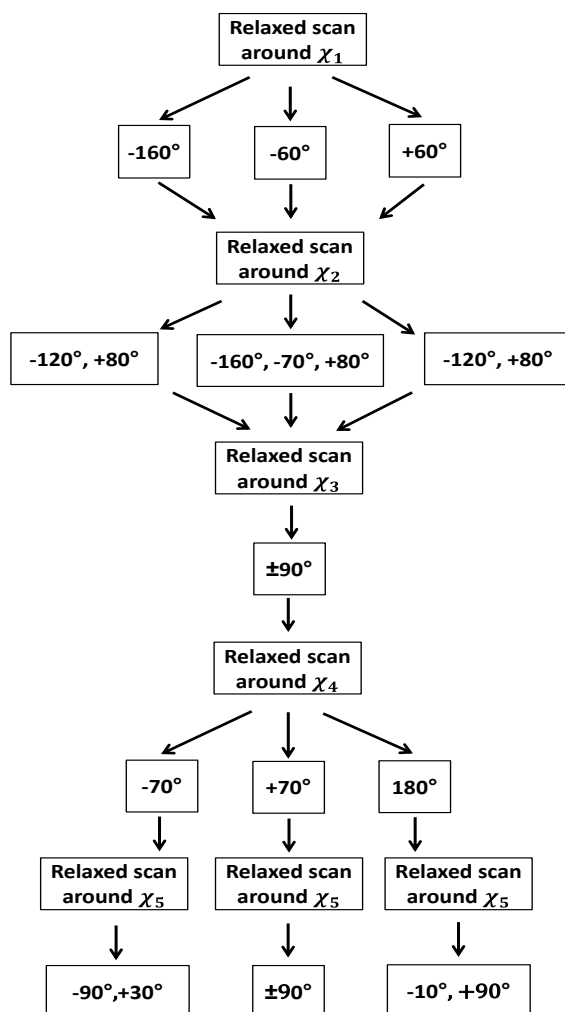 Relaxed scan
around χ₁
-160°
-60°
+60°
Relaxed scan
around χ₂
-120°, +80°
-160°, -70°, +80°
-120°, +80°
Relaxed scan
around χ₃
±90°
Relaxed scan
around χ₄
-70°
+70°
180°
Relaxed scan
around χ₅
Relaxed scan
around χ₅
Relaxed scan
around χ₅
-90°,+30°
±90°
-10°, +90°